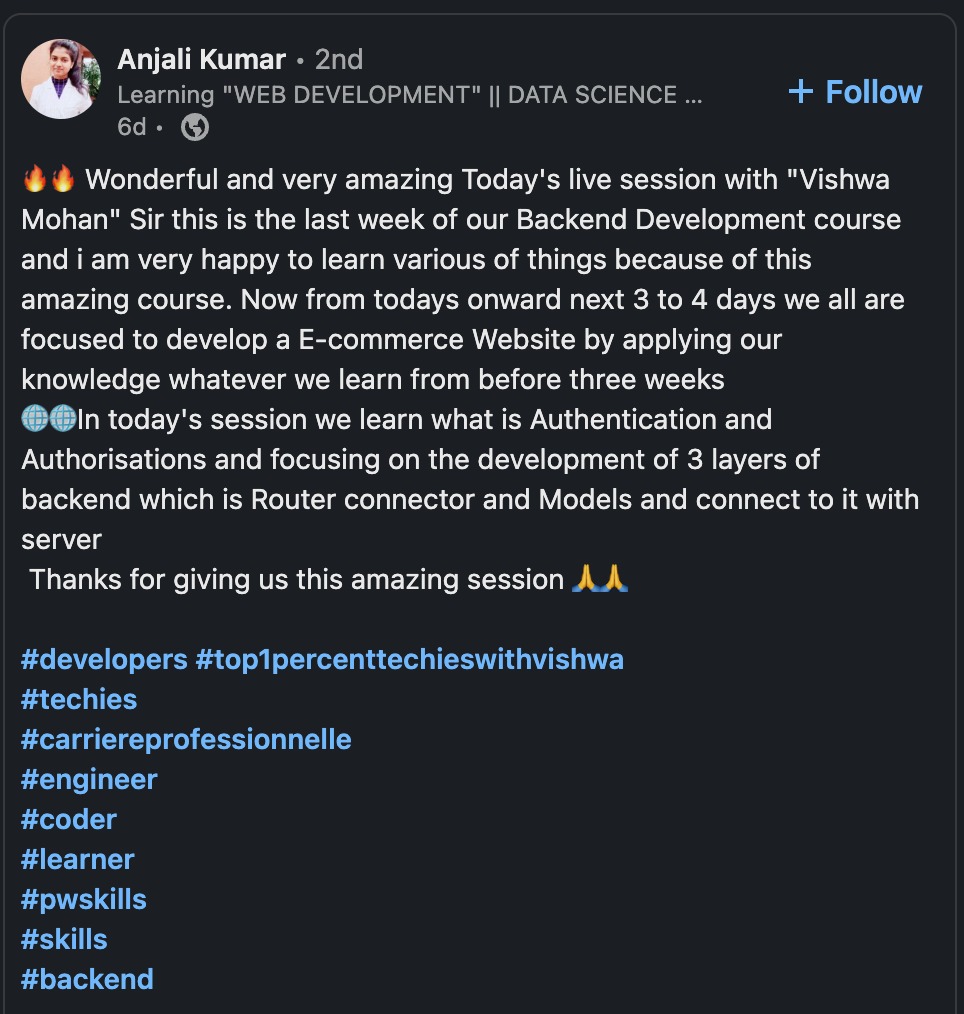 Anjali Kumar • 2nd
Learning "WEB DEVELOPMENT" || DATA SCIENCE ...
+ Follow
6d •
🔥🔥 Wonderful and very amazing Today's live session with "Vishwa
Mohan" Sir this is the last week of our Backend Development course
and i am very happy to learn various of things because of this
amazing course. Now from todays onward next 3 to 4 days we all are
focused to develop a E-commerce Website by applying our
knowledge whatever we learn from before three weeks
🌐🌐In today's session we learn what is Authentication and
Authorisations and focusing on the development of 3 layers of
backend which is Router connector and Models and connect to it with
server
Thanks for giving us this amazing session 🙏🙏
#developers #top1percenttechieswithvishwa
#techies
#carriereprofessionnelle
#engineer
#coder
#learner
#pwskills
#skills
#backend